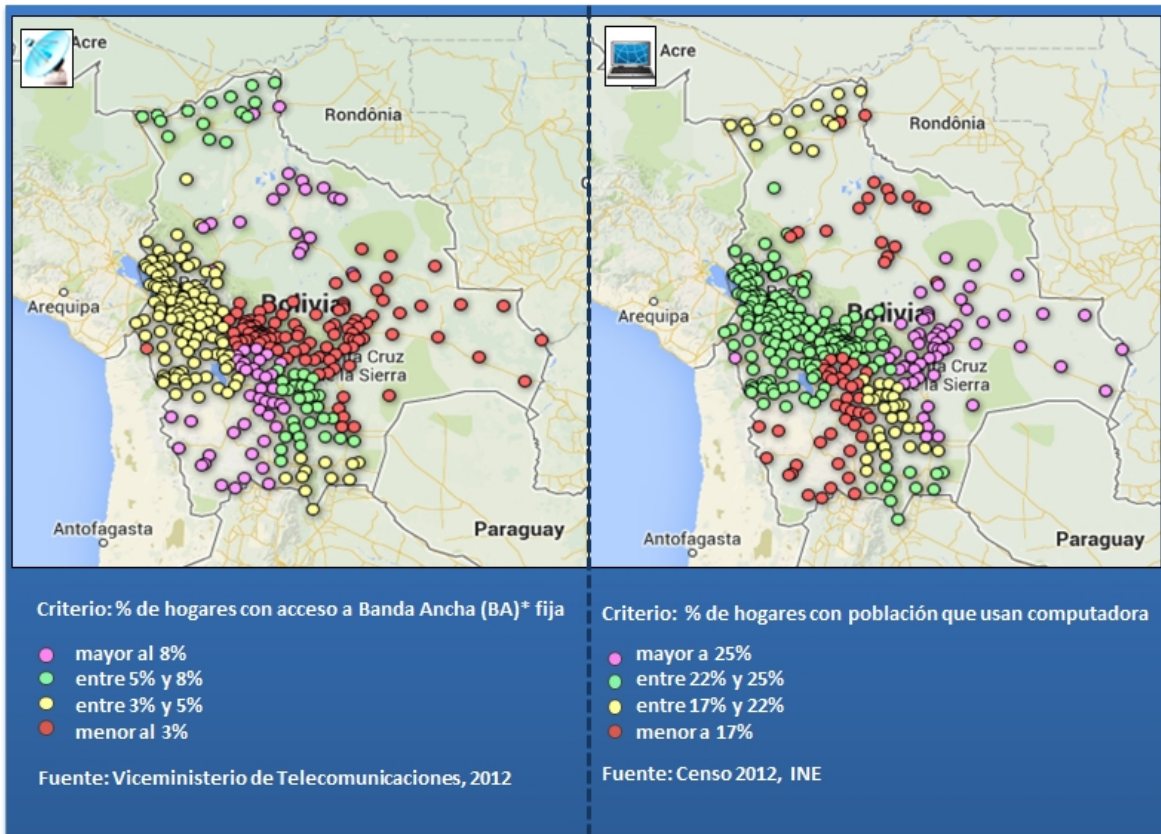 Acre
Rondônia
Arequipa
Bolivia
Cruz
de la Sierra
Antofagasta
Paraguay
Criterio: % de hogares con acceso a Banda Ancha (BA)* fija
mayor al 8%
entre 5% y 8%
entre 3% y 5%
menor al 3%
Fuente: Viceministerio de Telecomunicaciones, 2012
Acre
Rondônia
Arequipa
Bolivia
Cruz
la Sierra
Antofagasta
Paraguay
Criterio: % de hogares con población que usan computadora
mayor a 25%
entre 22% y 25%
entre 17% y 22%
menor a 17%
Fuente: Censo 2012, INE